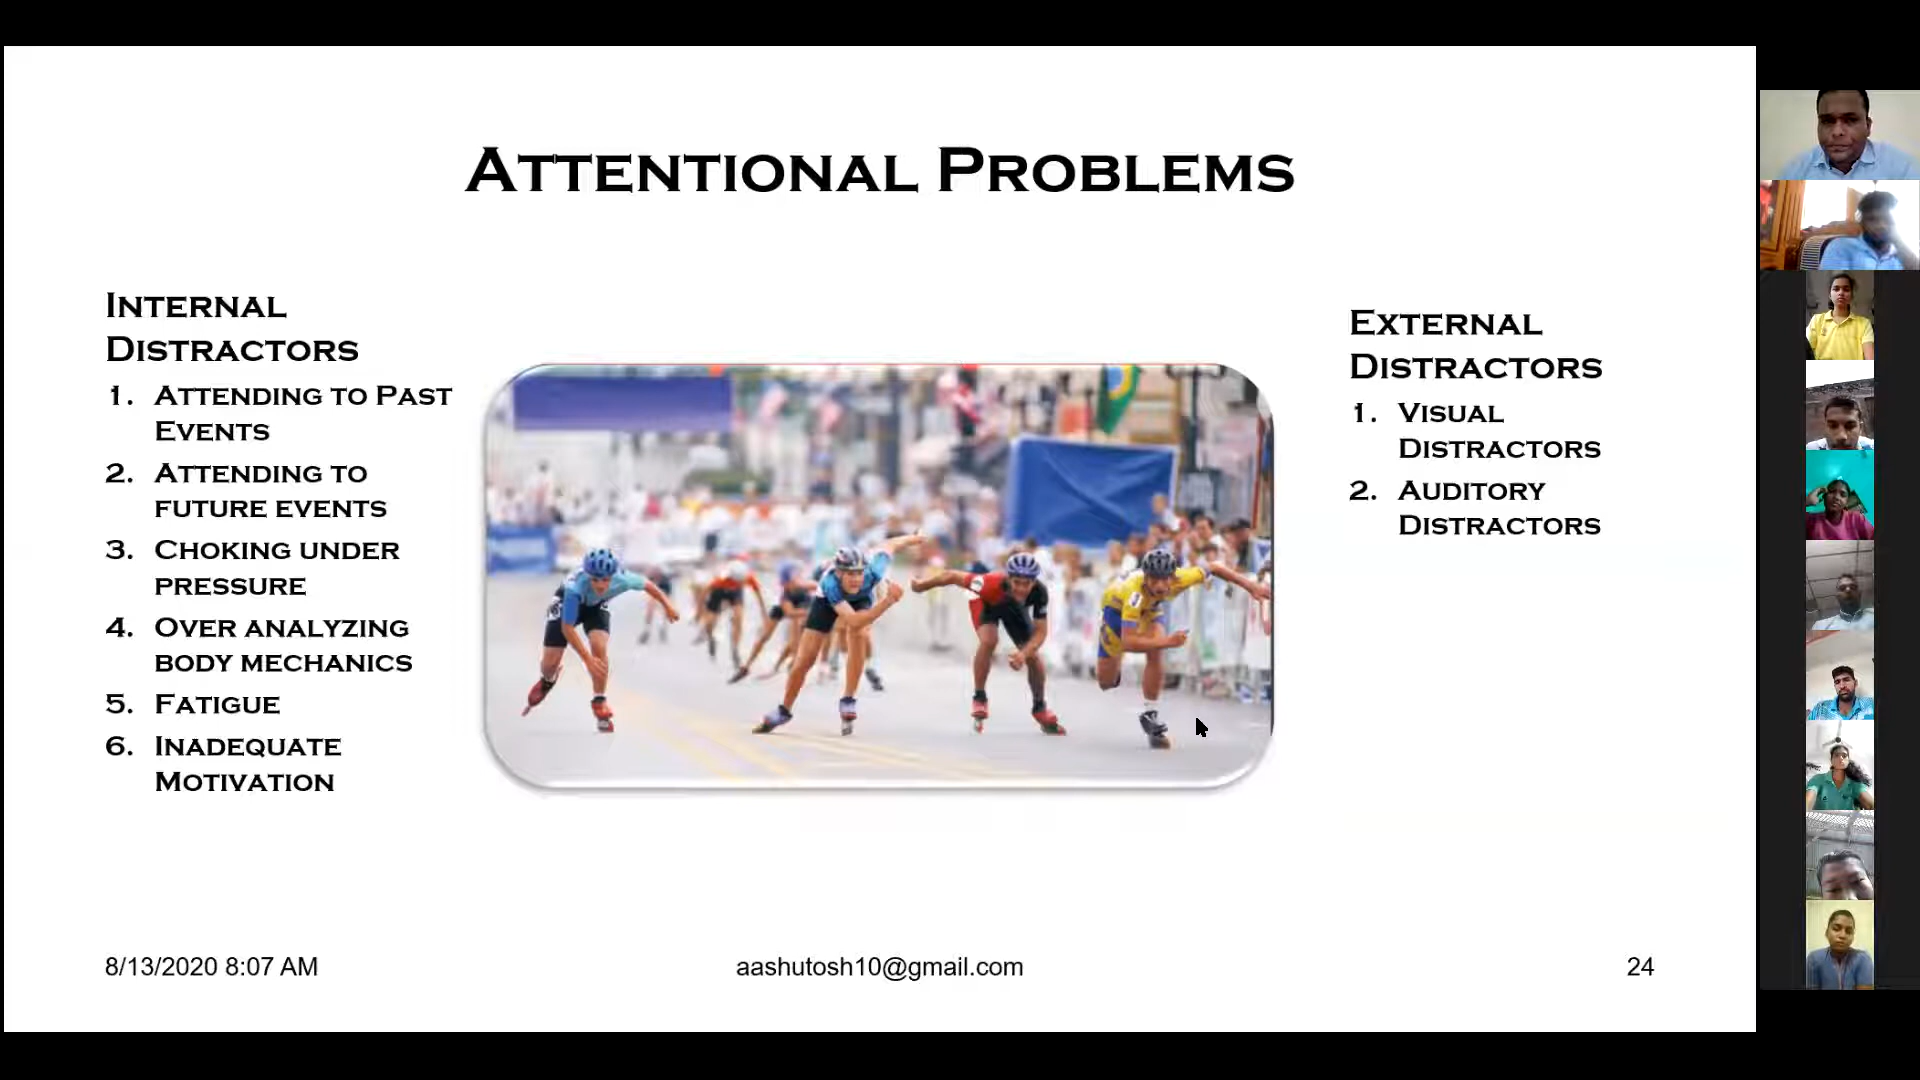 ATTENTIONAL PROBLEMS
INTERNAL
DISTRACTORS
1. ATTENDING TO PAST
EVENTS
2. ATTENDING TO
FUTURE EVENTS
3. CHOKING UNDER
PRESSURE
4. OVER ANALYZING
BODY MECHANICS
5. FATIGUE
6. INADEQUATE
MOTIVATION
EXTERNAL
DISTRACTORS
1. VISUAL
DISTRACTORS
2. AUDITORY
DISTRACTORS
8/13/2020 8:07 AM
aashutosh10@gmail.com
24